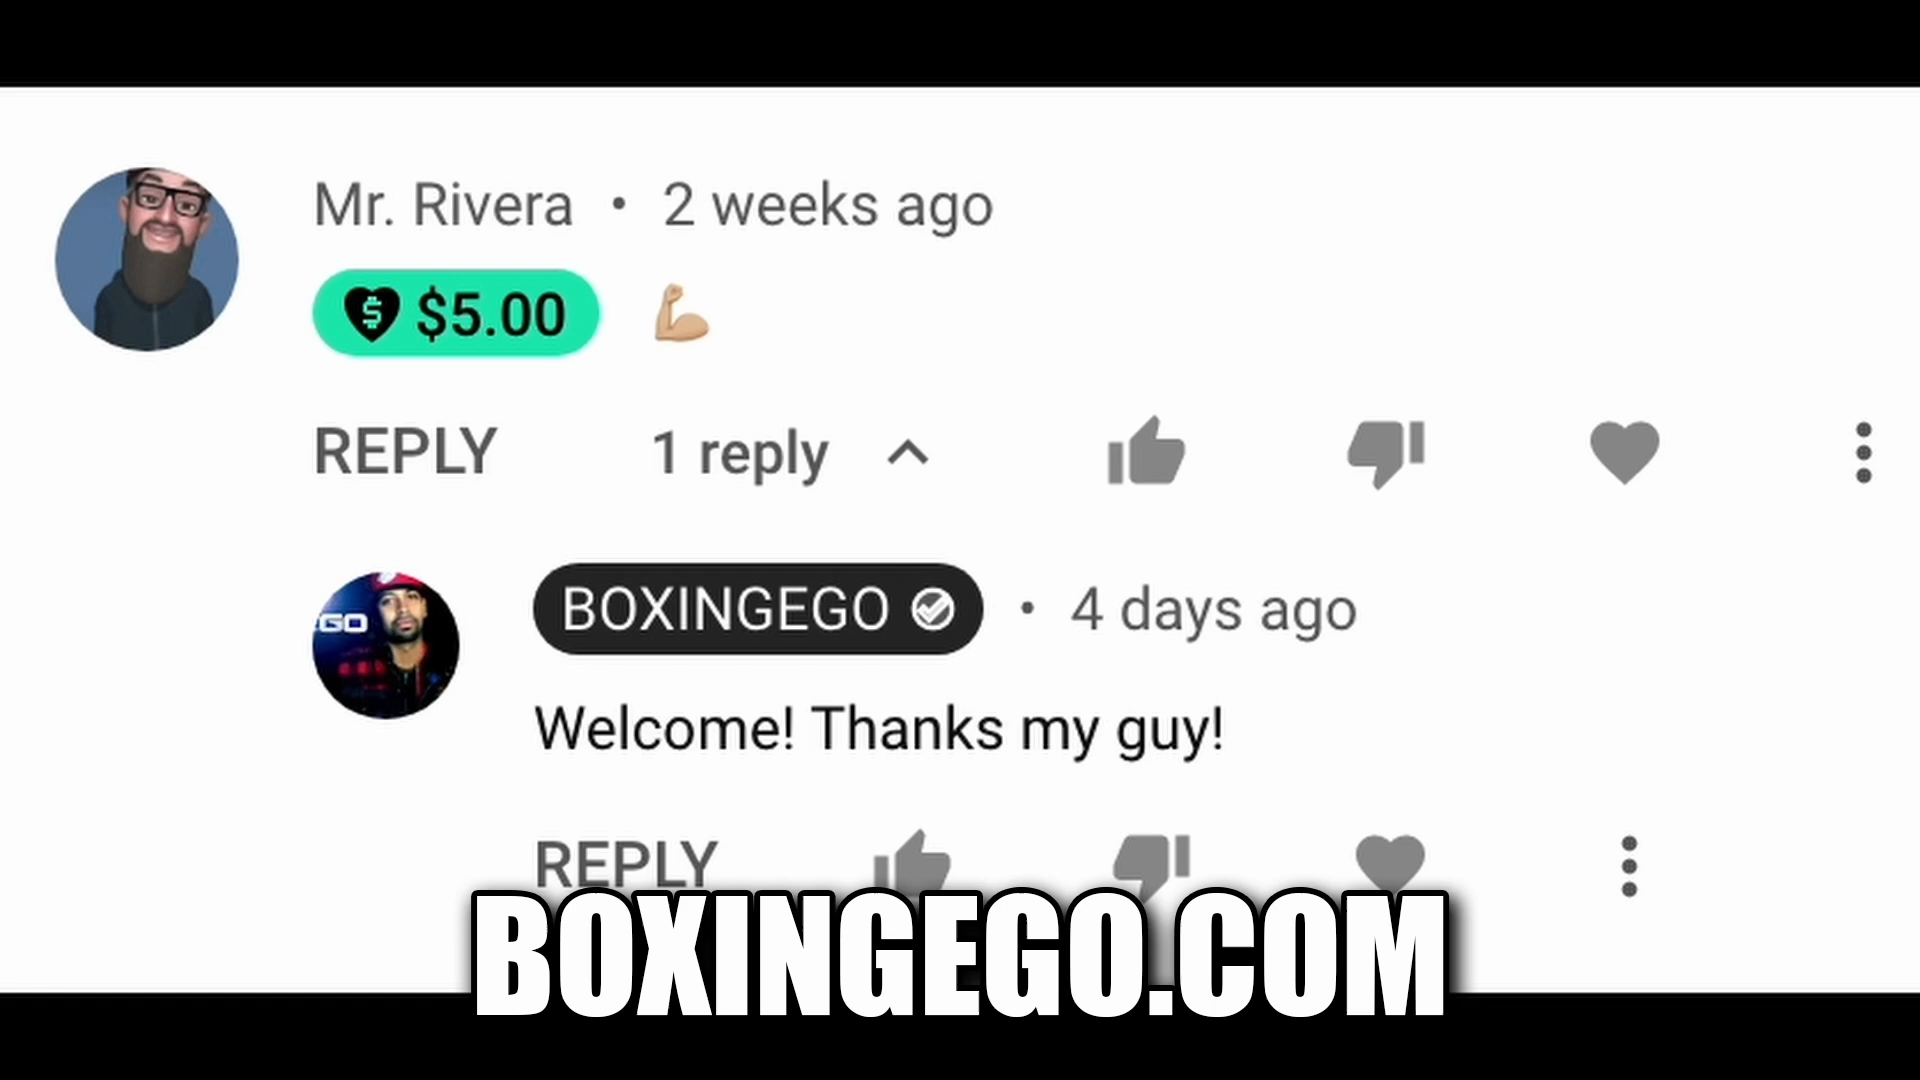 Mr. Rivera • 2 weeks ago
$5.00 💪🏼
REPLY 1 reply
GO
BOXINGEGO • 4 days ago
Welcome! Thanks my guy!
REPLY
BOXINGEGO.COM